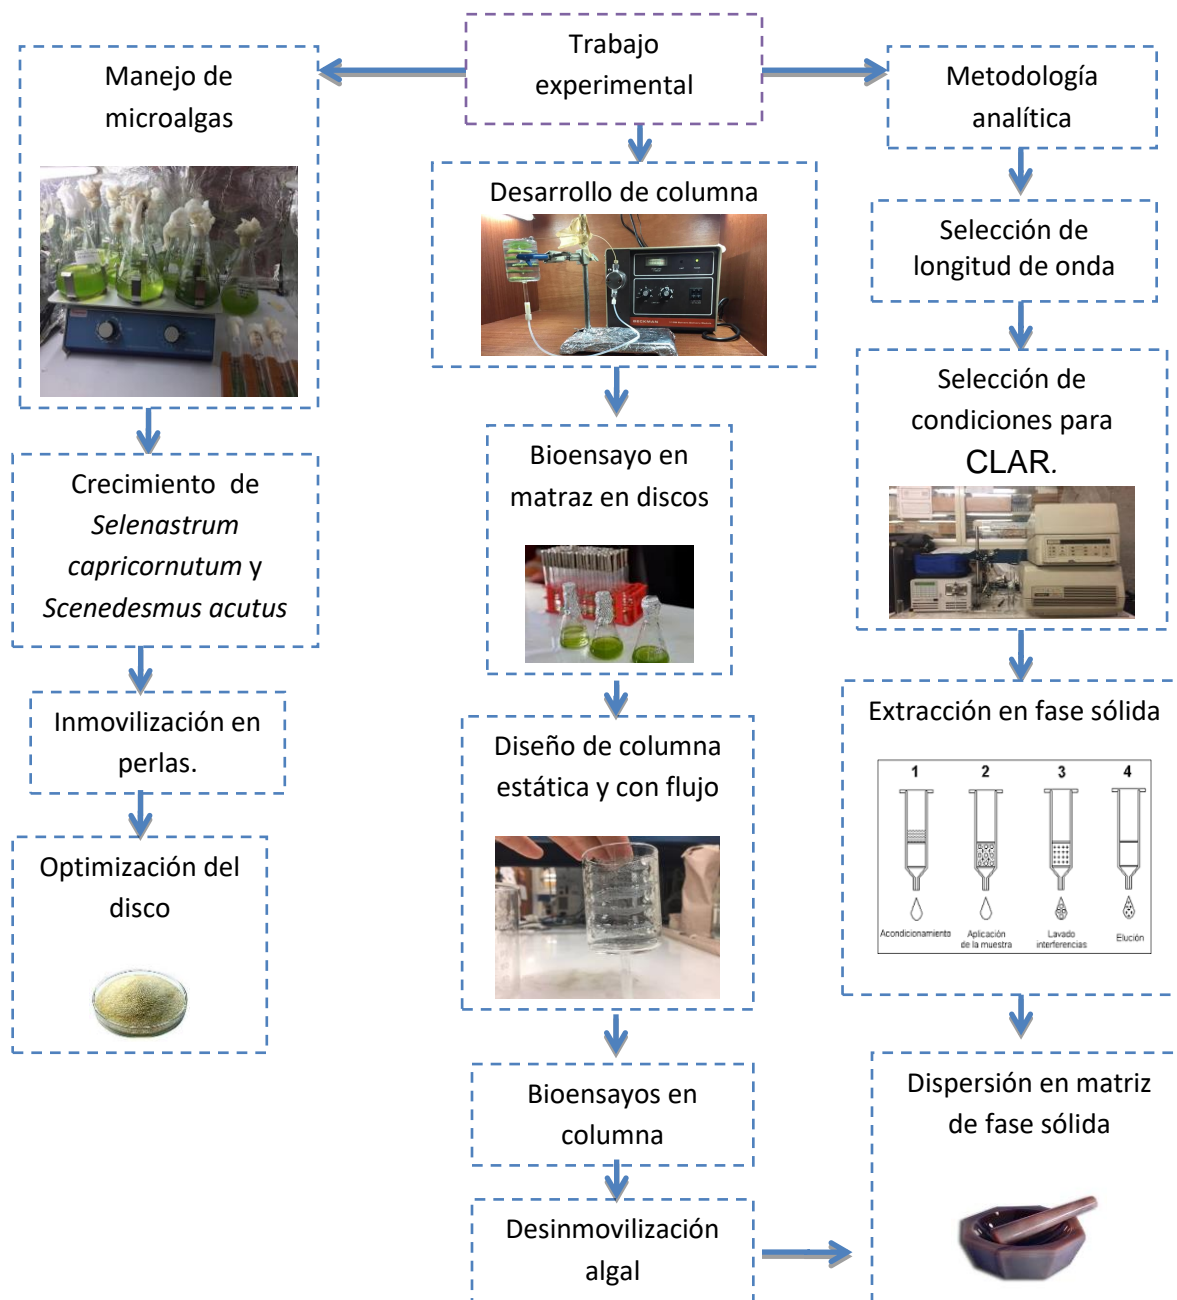 Trabajo
experimental
Manejo de
microalgas
Crecimiento de
Selenastrum
capricornutum y
Scenedesmus acutus
Inmovilización en
perlas.
Optimización del
disco
Desarrollo de columna
BECKMAN
Bioensayo en
matraz en discos
Diseño de columna
estática y con flujo
Bioensayos en
columna
Desinmovilización
algal
Metodología
analítica
Selección de
longitud de onda
Selección de
condiciones para
CLAR.
Extracción en fase sólida
1 2 3 4
Acondicionamiento
Aplicación
de la muestra
Lavado
interferencias
Elución
Dispersión en matriz
de fase sólida